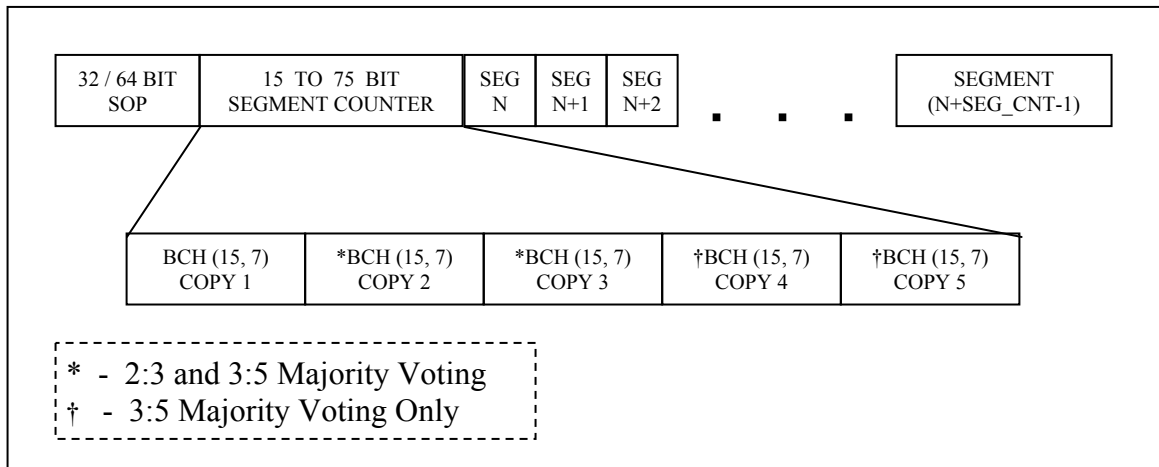 32 / 64 BIT
SOP
15 TO 75 BIT
SEGMENT COUNTER
SEG
N
SEG
N+1
SEG
N+2
. . .
SEGMENT
(N+SEG_CNT-1)
BCH (15, 7)
COPY 1
*BCH (15, 7)
COPY 2
*BCH (15, 7)
COPY 3
†BCH (15, 7)
COPY 4
†BCH (15, 7)
COPY 5
* - 2:3 and 3:5 Majority Voting
† - 3:5 Majority Voting Only